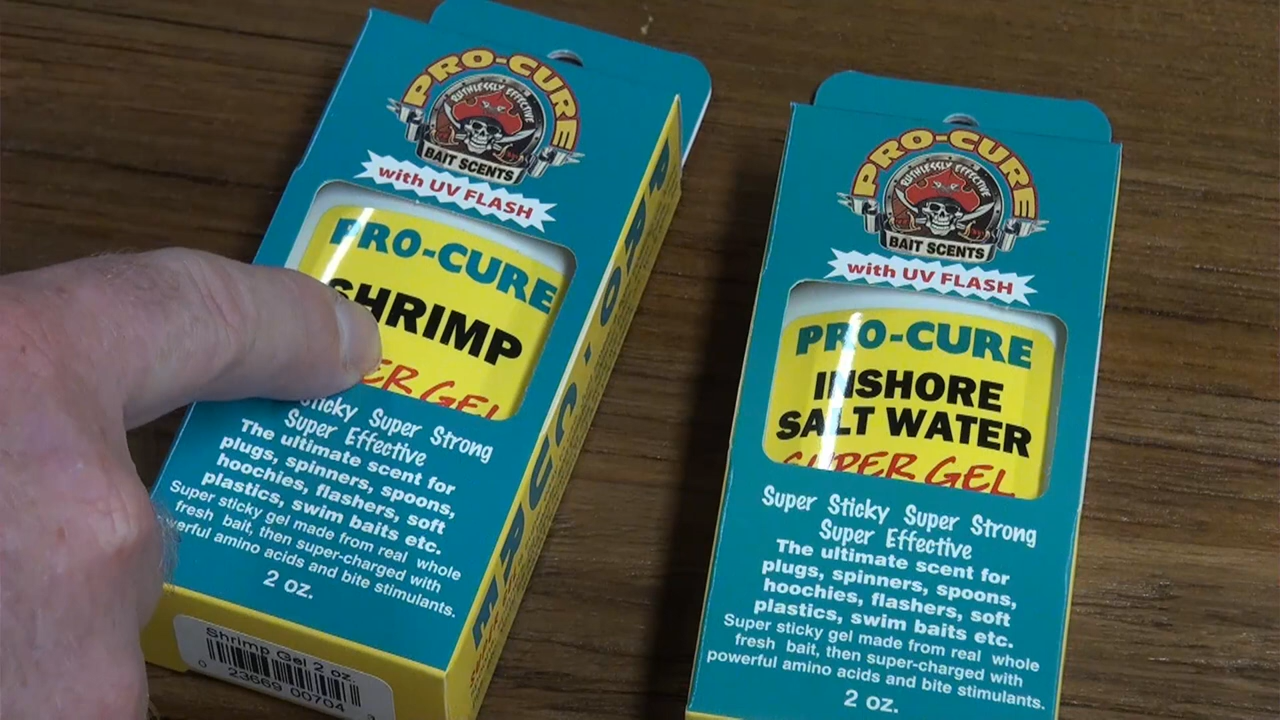 PRO-CURE
RUTHLESSLY EFFECTIVE
BAIT SCENTS
with UV FLASH
PRO-CURE
SHRIMP
GEL
Sticky Super Strong
Super Effective
The ultimate scent for
plugs, spinners, spoons,
hoochies, flashers, soft
plastics, swim baits etc.
Super sticky gel made from real whole
fresh bait, then super-charged with
powerful amino acids and bite stimulants.
2 oz.
Shrimp Gel 2 oz.
0 23669 00704 3
PRO-CURE
RUTHLESSLY EFFECTIVE
BAIT SCENTS
with UV FLASH
PRO-CURE
INSHORE
SALT WATER
SUPER GEL
Super Sticky Super Strong
Super Effective
The ultimate scent for
plugs, spinners, spoons,
hoochies, flashers, soft
plastics, swim baits etc.
Super sticky gel made from real whole
fresh bait, then super-charged with
powerful amino acids and bite stimulants.
2 oz.